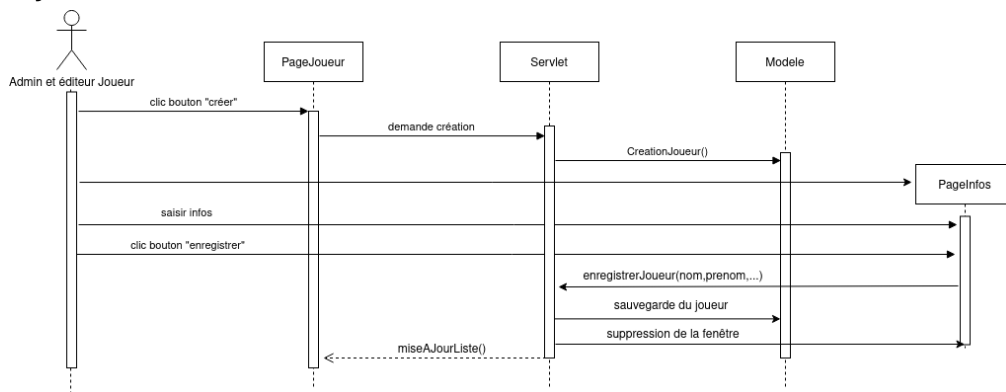 PageJoueur
Servlet
Modele
Admin et éditeur Joueur
clic bouton "créer"
demande création
CreationJoueur()
PageInfos
saisir infos
clic bouton "enregistrer"
enregistrerJoueur(nom,prenom,...)
sauvegarde du joueur
suppression de la fenêtre
miseAJourListe()